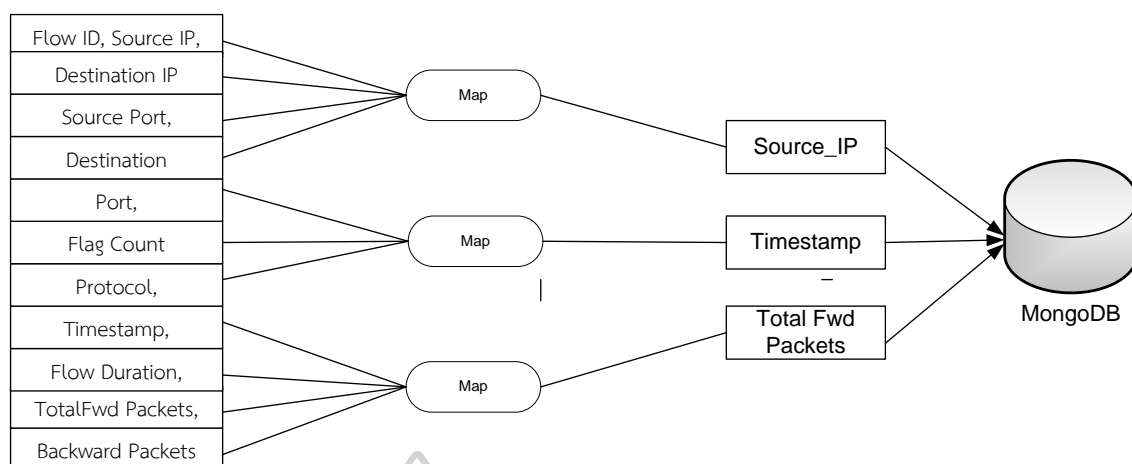 Flow ID, Source IP,
Destination IP
Source Port,
Destination
Port,
Flag Count
Protocol,
Timestamp,
Flow Duration,
TotalFwd Packets,
Backward Packets
Map
Map
Map
Source_IP
Timestamp
_
Total Fwd
Packets
|
MongoDB